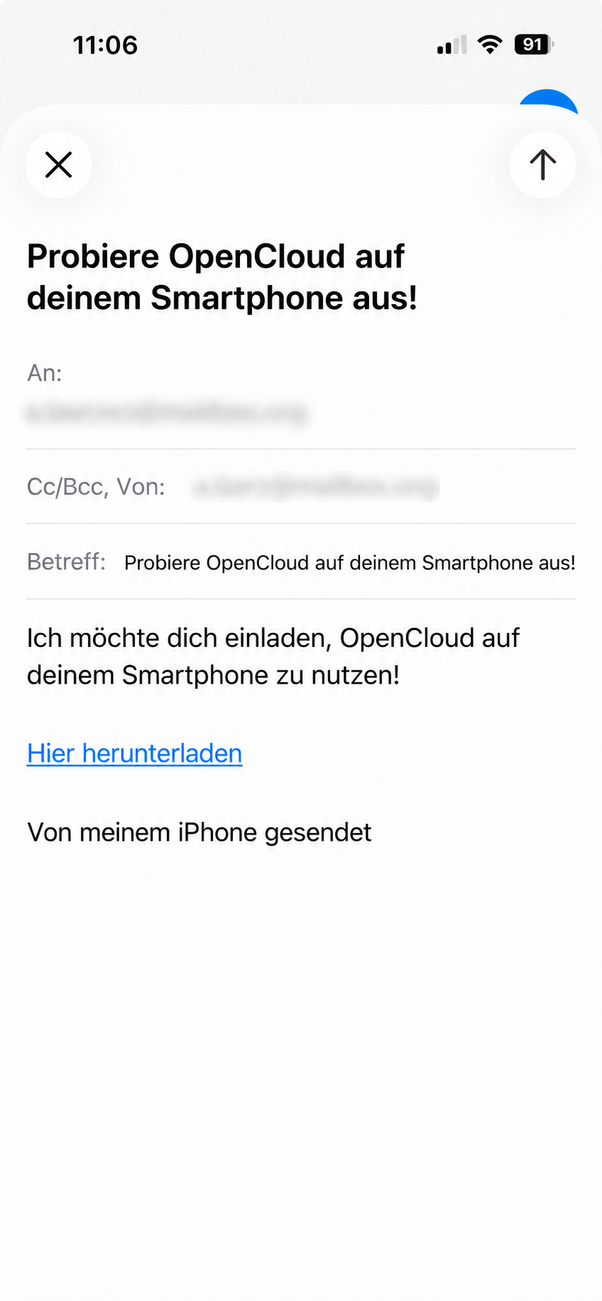 11:06
91
Probiere OpenCloud auf
deinem Smartphone aus!
An:
Cc/Bcc, Von:
Betreff: Probiere OpenCloud auf deinem Smartphone aus!
Ich möchte dich einladen, OpenCloud auf
deinem Smartphone zu nutzen!
Hier herunterladen
Von meinem iPhone gesendet